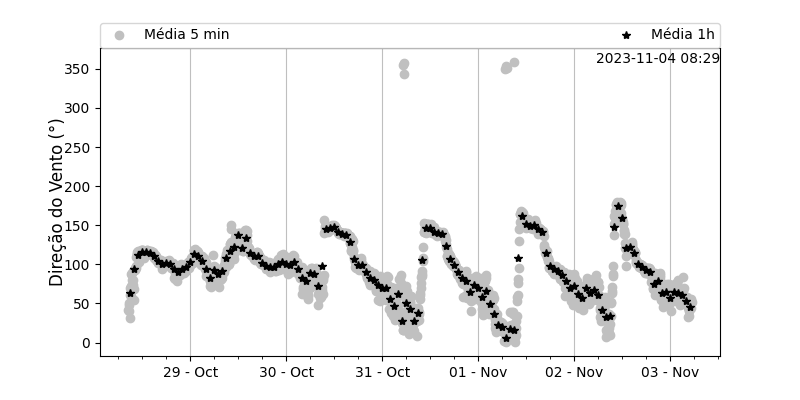 Média 5 min
Média 1h
2023-11-04 08:29
Direção do Vento (°)
350
300
250
200
150
100
50
0
29 - Oct
30 - Oct
31 - Oct
01 - Nov
02 - Nov
03 - Nov